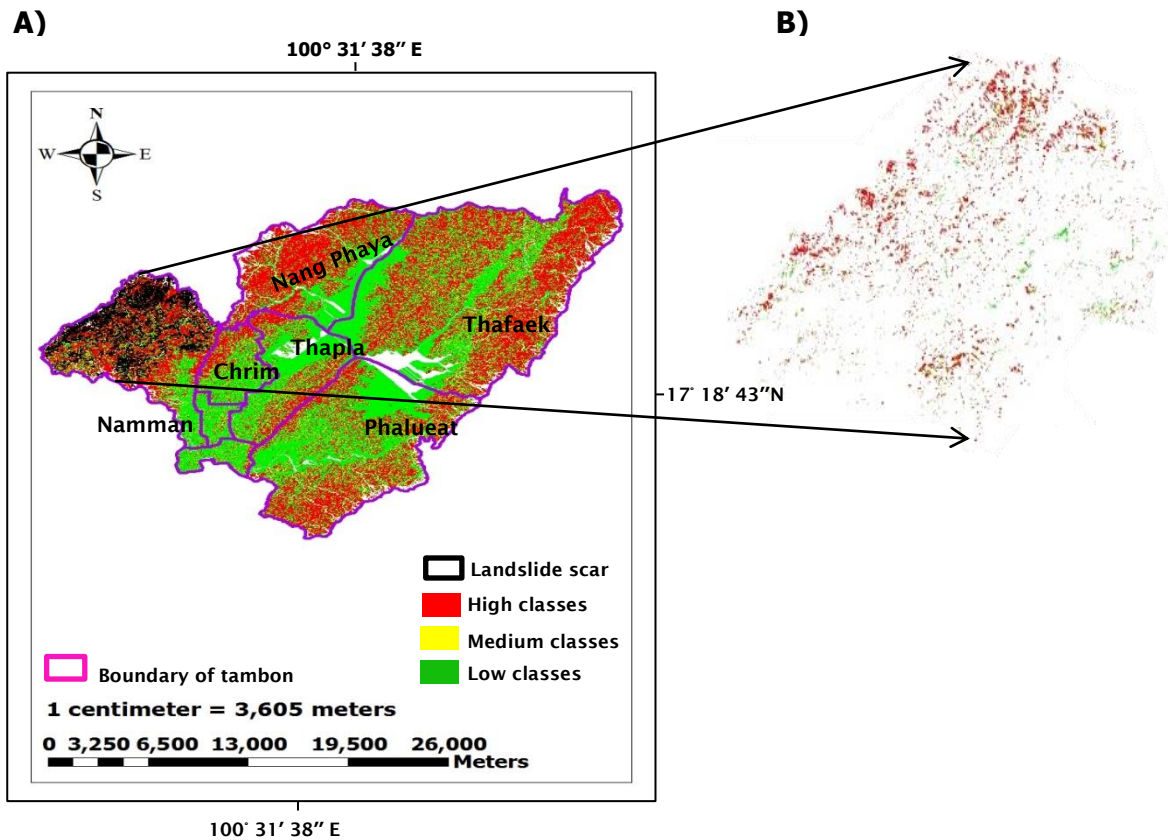 A)
B)
100° 31′ 38″ E
N
W
E
S
Nang Phaya
Thafaek
Thapla
Chrim
17° 18′ 43″N
Namman
Phalueat
Landslide scar
High classes
Medium classes
Low classes
Boundary of tambon
1 centimeter = 3,605 meters
0 3,250 6,500 13,000 19,500 26,000
Meters
100° 31′ 38″ E